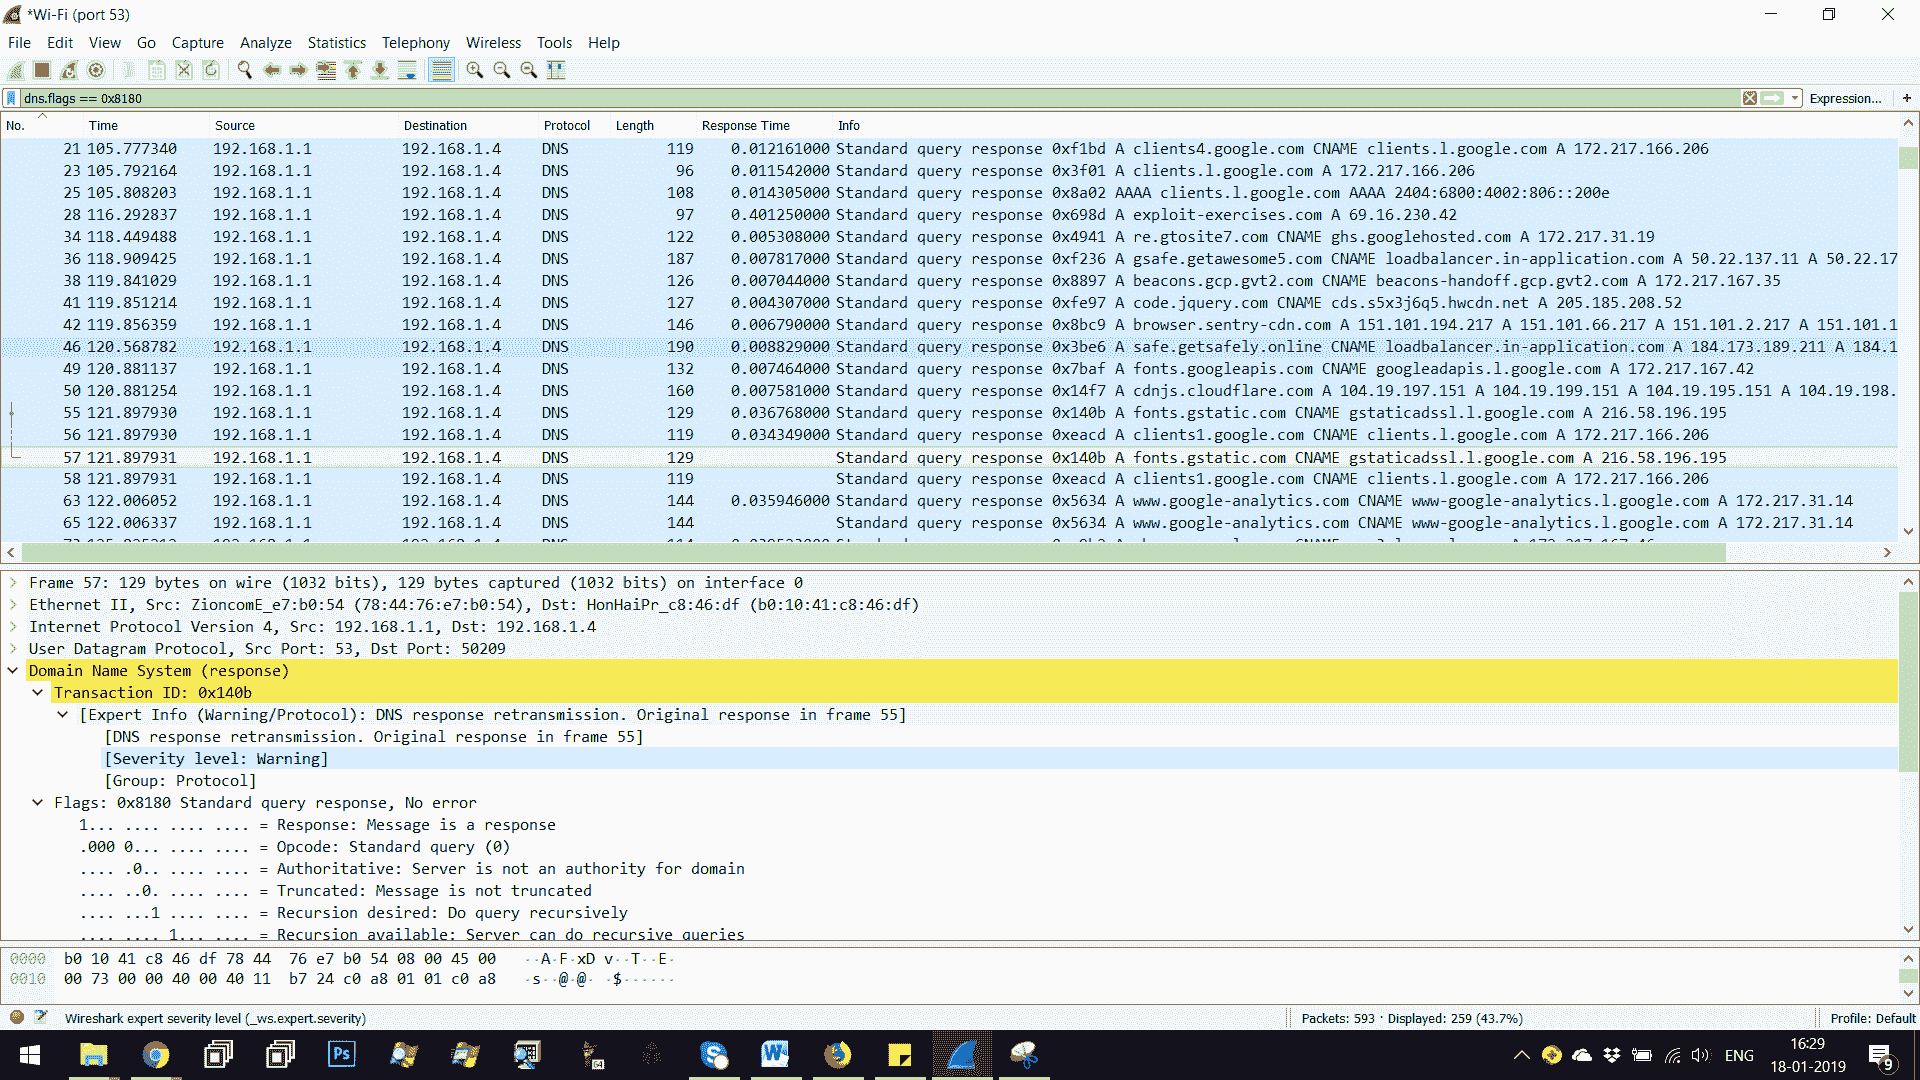 *Wi-Fi (port 53)
File Edit View Go Capture Analyze Statistics Telephony Wireless Tools Help
dns.flags == 0x8180 Expression... +
No. Time Source Destination Protocol Length Response Time Info
21 105.777340 192.168.1.1 192.168.1.4 DNS 119 0.012161000 Standard query response 0xf1bd A clients4.google.com CNAME clients.l.google.com A 172.217.166.206
23 105.792164 192.168.1.1 192.168.1.4 DNS 96 0.011542000 Standard query response 0x3f01 A clients.l.google.com A 172.217.166.206
25 105.808203 192.168.1.1 192.168.1.4 DNS 108 0.014305000 Standard query response 0x8a02 AAAA clients.l.google.com AAAA 2404:6800:4002:806::200e
28 116.292837 192.168.1.1 192.168.1.4 DNS 97 0.401250000 Standard query response 0x698d A exploit-exercises.com A 69.16.230.42
34 118.449488 192.168.1.1 192.168.1.4 DNS 122 0.005308000 Standard query response 0x4941 A re.gtosite7.com CNAME ghs.googlehosted.com A 172.217.31.19
36 118.909425 192.168.1.1 192.168.1.4 DNS 187 0.007817000 Standard query response 0xf236 A gsafe.getawesome5.com CNAME loadbalancer.in-application.com A 50.22.137.11 A 50.22.17
38 119.841029 192.168.1.1 192.168.1.4 DNS 126 0.007044000 Standard query response 0x8897 A beacons.gcp.gvt2.com CNAME beacons-handoff.gcp.gvt2.com A 172.217.167.35
41 119.851214 192.168.1.1 192.168.1.4 DNS 127 0.004307000 Standard query response 0xfe97 A code.jquery.com CNAME cds.s5x3j6q5.hwcdn.net A 205.185.208.52
42 119.856359 192.168.1.1 192.168.1.4 DNS 146 0.006790000 Standard query response 0x8bc9 A browser.sentry-cdn.com A 151.101.194.217 A 151.101.66.217 A 151.101.2.217 A 151.101.1
46 120.568782 192.168.1.1 192.168.1.4 DNS 190 0.008829000 Standard query response 0x3be6 A safe.getsafely.online CNAME loadbalancer.in-application.com A 184.173.189.211 A 184.1
49 120.881137 192.168.1.1 192.168.1.4 DNS 132 0.007464000 Standard query response 0x7baf A fonts.googleapis.com CNAME googleadapis.l.google.com A 172.217.167.42
50 120.881254 192.168.1.1 192.168.1.4 DNS 160 0.007581000 Standard query response 0x14f7 A cdnjs.cloudflare.com A 104.19.197.151 A 104.19.199.151 A 104.19.195.151 A 104.19.198.
55 121.897930 192.168.1.1 192.168.1.4 DNS 129 0.036768000 Standard query response 0x140b A fonts.gstatic.com CNAME gstaticadssl.l.google.com A 216.58.196.195
56 121.897930 192.168.1.1 192.168.1.4 DNS 119 0.034349000 Standard query response 0xeacd A clients1.google.com CNAME clients.l.google.com A 172.217.166.206
57 121.897931 192.168.1.1 192.168.1.4 DNS 129 Standard query response 0x140b A fonts.gstatic.com CNAME gstaticadssl.l.google.com A 216.58.196.195
58 121.897931 192.168.1.1 192.168.1.4 DNS 119 Standard query response 0xeacd A clients1.google.com CNAME clients.l.google.com A 172.217.166.206
63 122.006052 192.168.1.1 192.168.1.4 DNS 144 0.035946000 Standard query response 0x5634 A www.google-analytics.com CNAME www-google-analytics.l.google.com A 172.217.31.14
65 122.006337 192.168.1.1 192.168.1.4 DNS 144 Standard query response 0x5634 A www.google-analytics.com CNAME www-google-analytics.l.google.com A 172.217.31.14
Frame 57: 129 bytes on wire (1032 bits), 129 bytes captured (1032 bits) on interface 0
Ethernet II, Src: ZioncomE_e7:b0:54 (78:44:76:e7:b0:54), Dst: HonHaiPr_c8:46:df (b0:10:41:c8:46:df)
Internet Protocol Version 4, Src: 192.168.1.1, Dst: 192.168.1.4
User Datagram Protocol, Src Port: 53, Dst Port: 50209
Domain Name System (response)
Transaction ID: 0x140b
[Expert Info (Warning/Protocol): DNS response retransmission. Original response in frame 55]
[DNS response retransmission. Original response in frame 55]
[Severity level: Warning]
[Group: Protocol]
Flags: 0x8180 Standard query response, No error
1... .... .... .... = Response: Message is a response
.000 0... .... .... = Opcode: Standard query (0)
.... .0.. .... .... = Authoritative: Server is not an authority for domain
.... ..0. .... .... = Truncated: Message is not truncated
.... ...1 .... .... = Recursion desired: Do query recursively
.... .... 1... .... = Recursion available: Server can do recursive queries
0000 b0 10 41 c8 46 df 78 44 76 e7 b0 54 08 00 45 00 ··A·F·xD v··T··E·
0010 00 73 00 00 40 00 40 11 b7 24 c0 a8 01 01 c0 a8 ·s··@·@· ·$······
Wireshark expert severity level (_ws.expert.severity) Packets: 593 · Displayed: 259 (43.7%) Profile: Default
Ps 64 ENG 16:29
18-01-2019 9